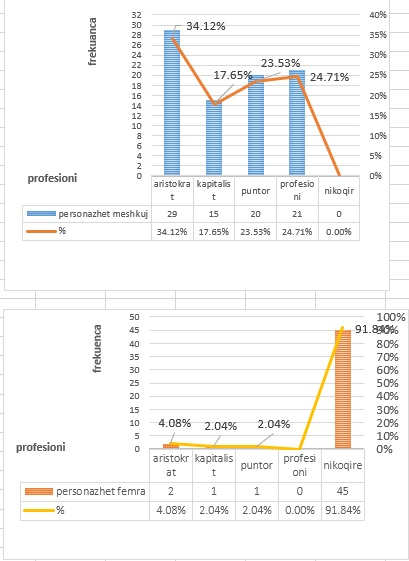 frekuanca
32
30
28
26
24
22
20
18
16
14
12
10
8
6
4
2
0
40%
35%
30%
25%
20%
15%
10%
5%
0%
34.12%
17.65%
23.53%
24.71%
profesioni
aristokra
t
kapitalis
t
puntor
profesio
ni
nikoqir
personazhet meshkuj 29 15 20 21 0
% 34.12% 17.65% 23.53% 24.71% 0.00%
frekuenca
50
45
40
35
30
25
20
15
10
5
0
100%
90%
80%
70%
60%
50%
40%
30%
20%
10%
0%
4.08%
2.04%
2.04%
91.84%
profesioni
aristokr
at
kapitalis
t
puntor
profesi
oni
nikoqire
personazhet femra 2 1 1 0 45
% 4.08% 2.04% 2.04% 0.00% 91.84%